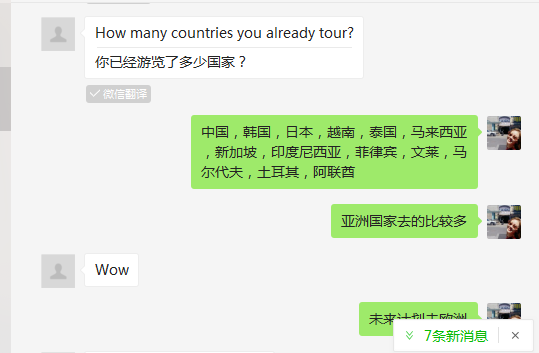 How many countries you already tour?
你已经游览了多少国家？
微信翻译
中国，韩国，日本，越南，泰国，马来西亚
，新加坡，印度尼西亚，菲律宾，文莱，马
尔代夫，土耳其，阿联酋
亚洲国家去的比较多
Wow
未来计划去欧洲
7条新消息